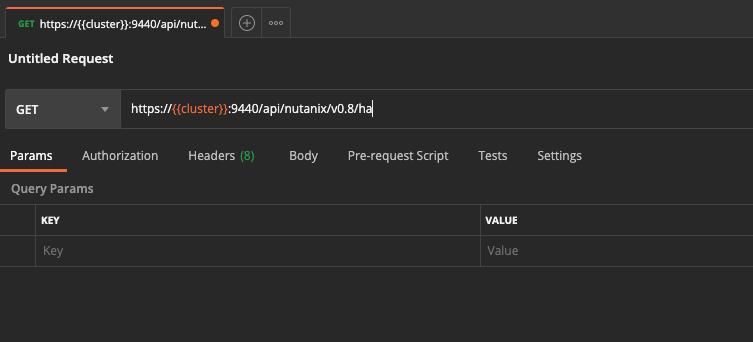 GET https://{{cluster}}:9440/api/nut...
Untitled Request
GET https://{{cluster}}:9440/api/nutanix/v0.8/ha
Params Authorization Headers (8) Body Pre-request Script Tests Settings
Query Params
KEY VALUE
Key Value